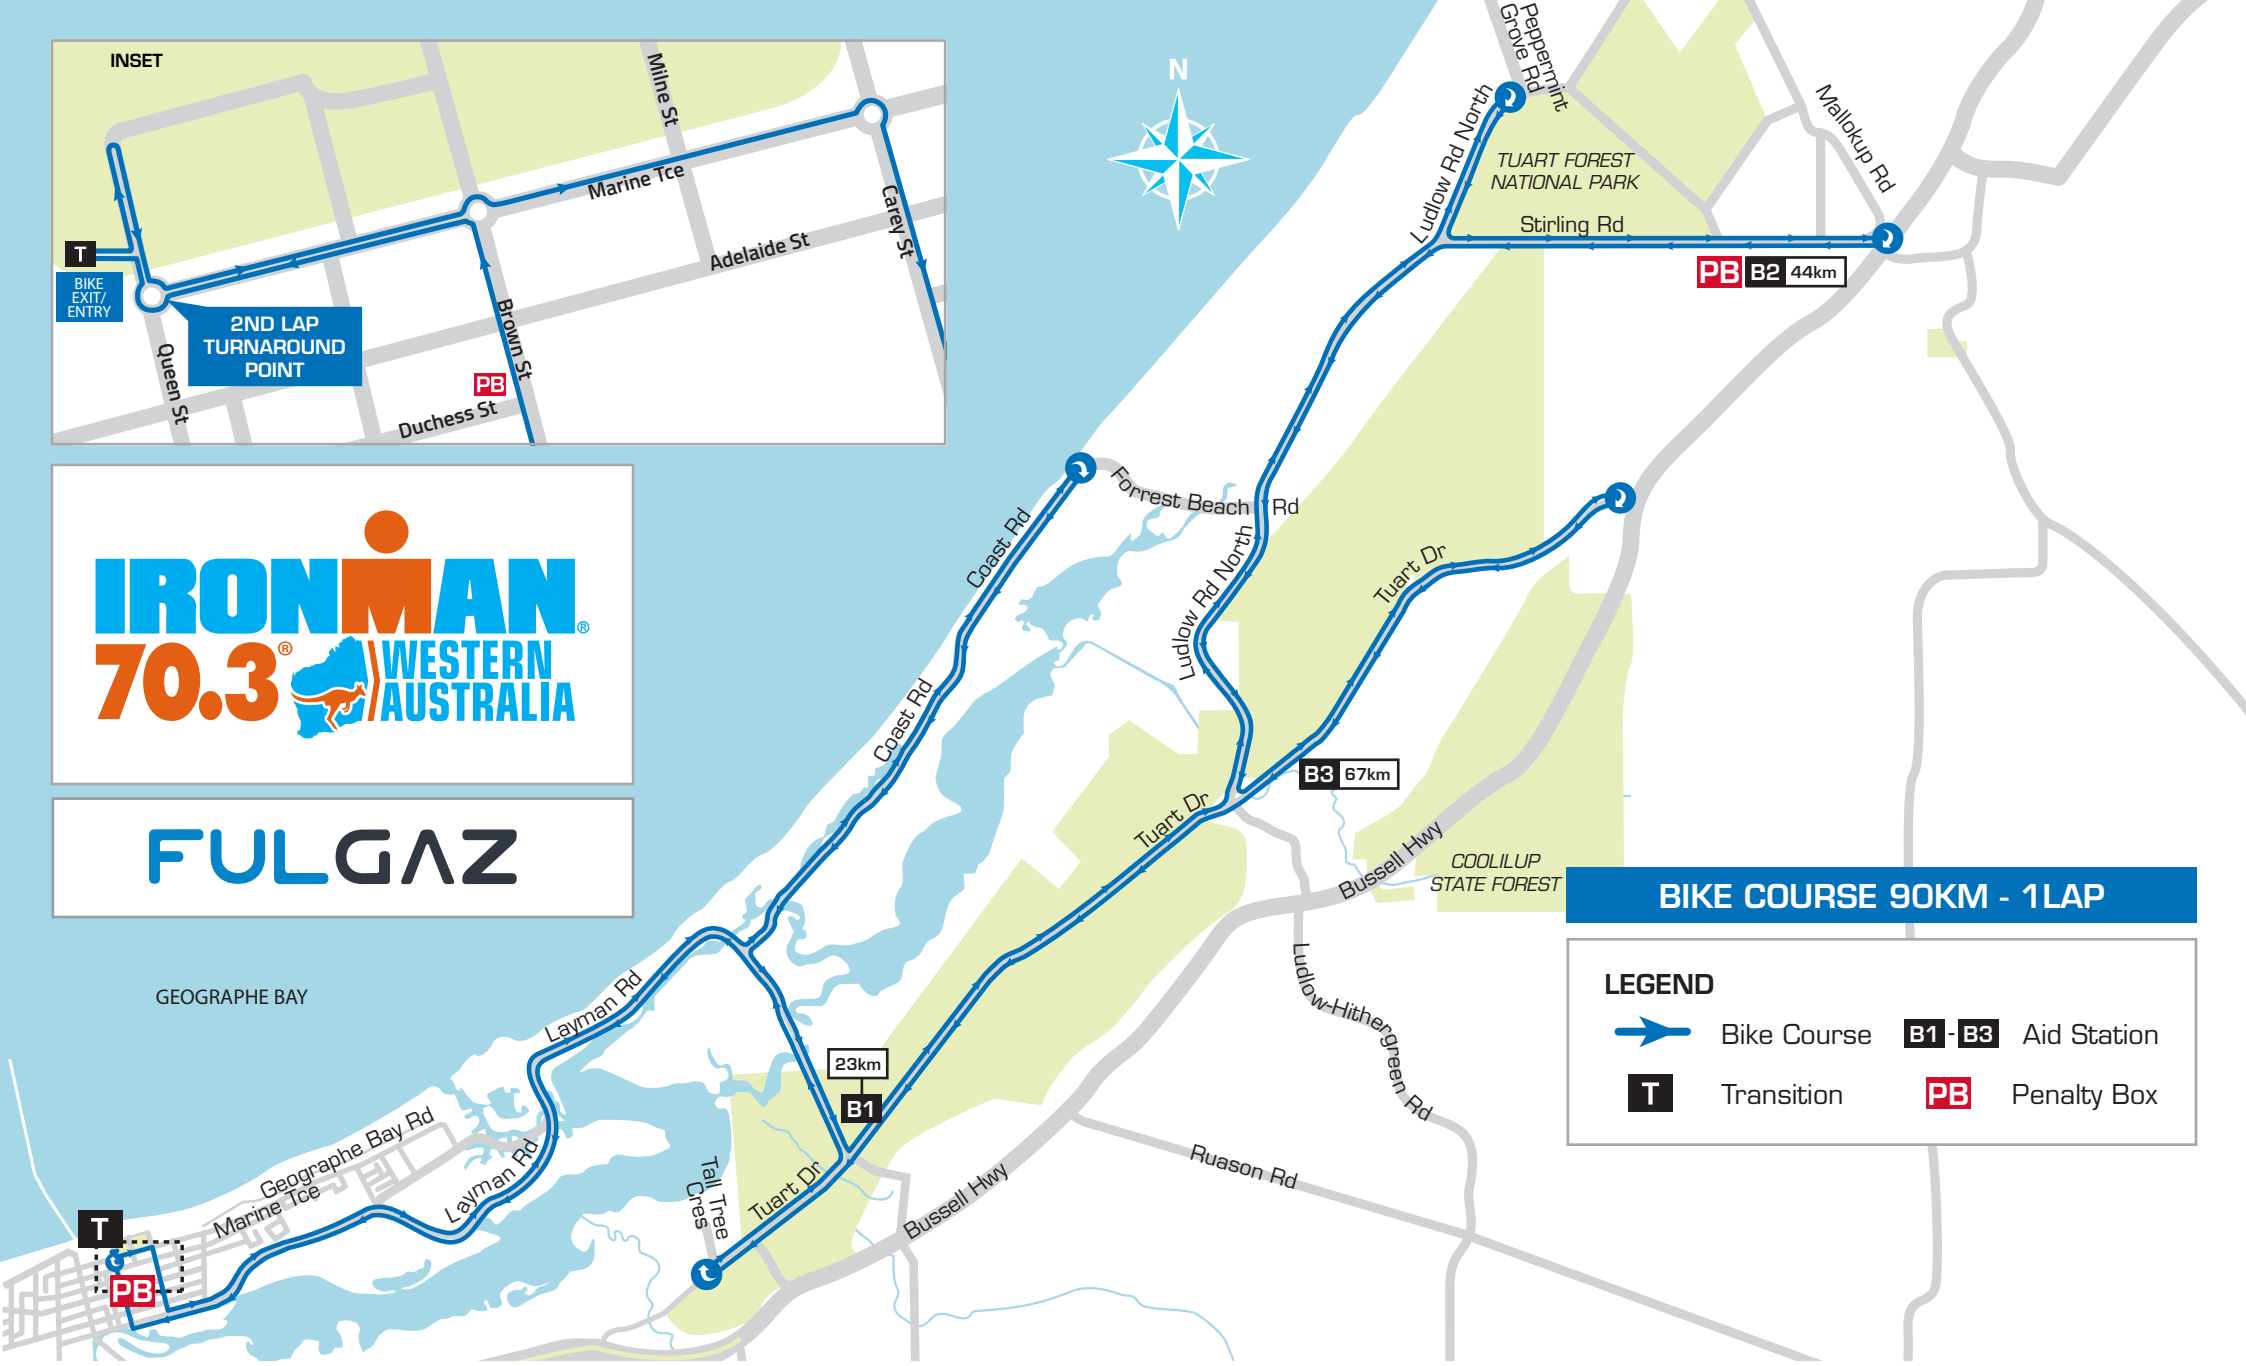 INSET
Milne St
Marine Tce
Carey St
Adelaide St
T
BIKE
EXIT/
ENTRY
2ND LAP
TURNAROUND
POINT
Queen St
Brown St
PB
Duchess St
IRONMAN®
70.3®
WESTERN
AUSTRALIA
FULGAZ
N
Peppermint
Grove Rd
Ludlow Rd North
TUART FOREST
NATIONAL PARK
Mallokup Rd
Stirling Rd
PB B2 44km
Forrest Beach Rd
Coast Rd
Ludlow Rd North
Tuart Dr
Coast Rd
B3 67km
Tuart Dr
Bussell Hwy
COOLILUP
STATE FOREST
GEOGRAPHE BAY
Layman Rd
Ludlow-Hithergreen Rd
23km
B1
Geographe Bay Rd
Marine Tce
Layman Rd
Tall Tree
Cres
Tuart Dr
Bussell Hwy
Ruason Rd
T
PB
BIKE COURSE 90KM - 1LAP
LEGEND
Bike Course
B1 - B3 Aid Station
T Transition
PB Penalty Box